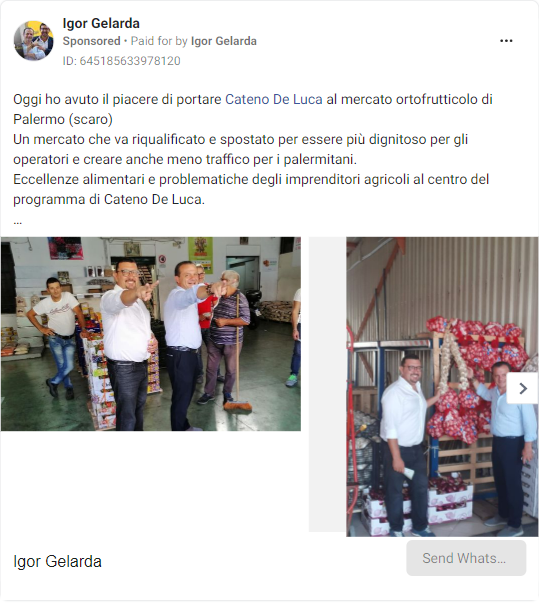 Igor Gelarda
Sponsored • Paid for by Igor Gelarda
ID: 645185633978120
Oggi ho avuto il piacere di portare Cateno De Luca al mercato ortofrutticolo di
Palermo (scaro)
Un mercato che va riqualificato e spostato per essere più dignitoso per gli
operatori e creare anche meno traffico per i palermitani.
Eccellenze alimentari e problematiche degli imprenditori agricoli al centro del
programma di Cateno De Luca.
...
Igor Gelarda
Send Whats...